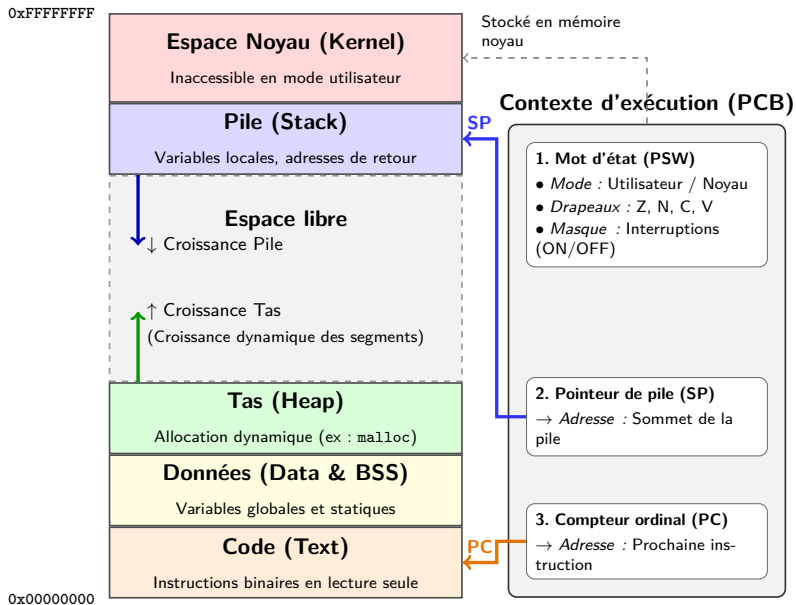 0xFFFFFFFF
Espace Noyau (Kernel)
Inaccessible en mode utilisateur
Pile (Stack)
Variables locales, adresses de retour
Espace libre
↓ Croissance Pile
↑ Croissance Tas
(Croissance dynamique des segments)
Tas (Heap)
Allocation dynamique (ex : malloc)
Données (Data & BSS)
Variables globales et statiques
Code (Text)
Instructions binaires en lecture seule
0x00000000
Stocké en mémoire
noyau
SP
PC
Contexte d'exécution (PCB)
1. Mot d'état (PSW)
• Mode : Utilisateur / Noyau
• Drapeaux : Z, N, C, V
• Masque : Interruptions
(ON/OFF)
2. Pointeur de pile (SP)
→ Adresse : Sommet de la
pile
3. Compteur ordinal (PC)
→ Adresse : Prochaine ins-
truction